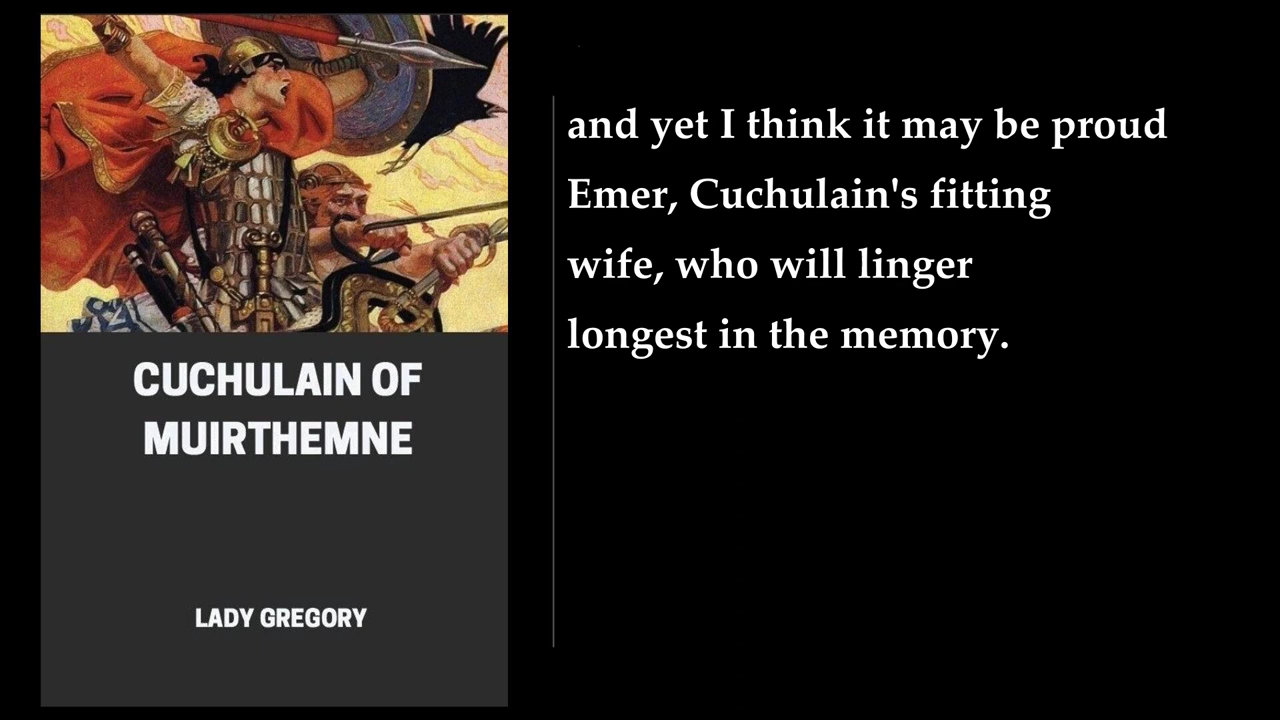 CUCHULAIN OF
MUIRTHEMNE
LADY GREGORY
and yet I think it may be proud
Emer, Cuchulain's fitting
wife, who will linger
longest in the memory.